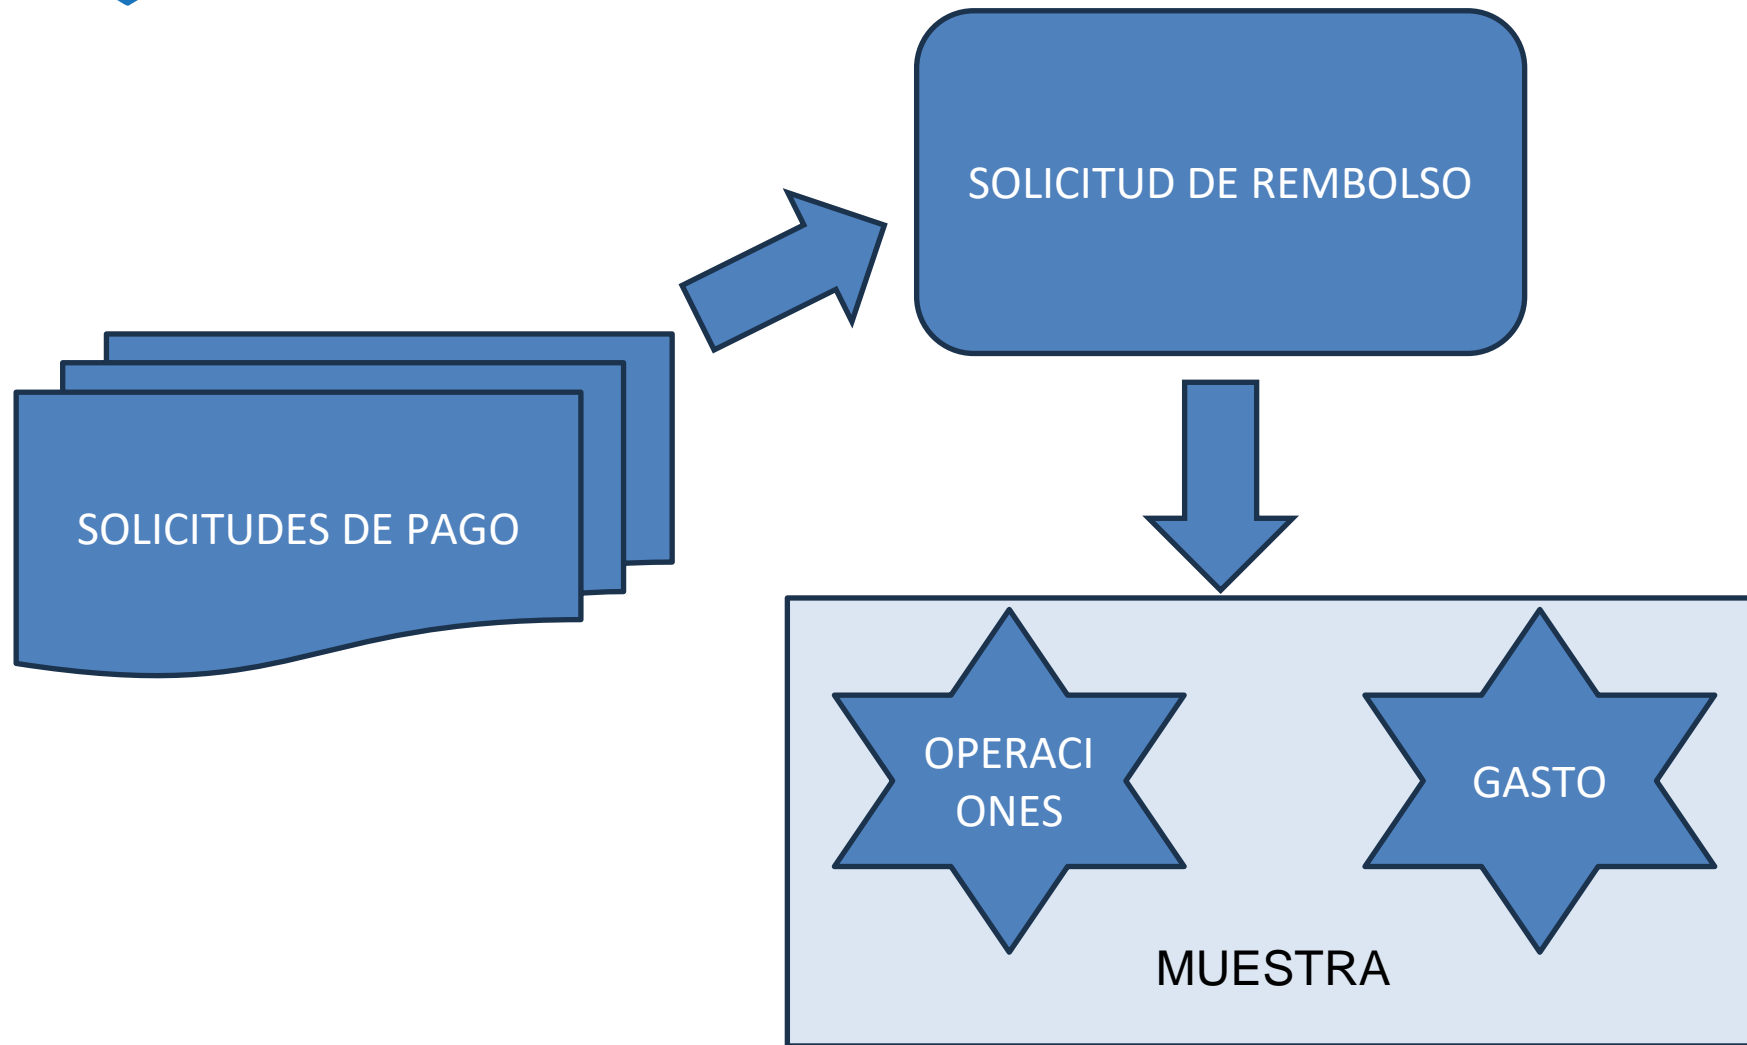 SOLICITUD DE REMBOLSO
SOLICITUDES DE PAGO
OPERACI
ONES
GASTO
MUESTRA